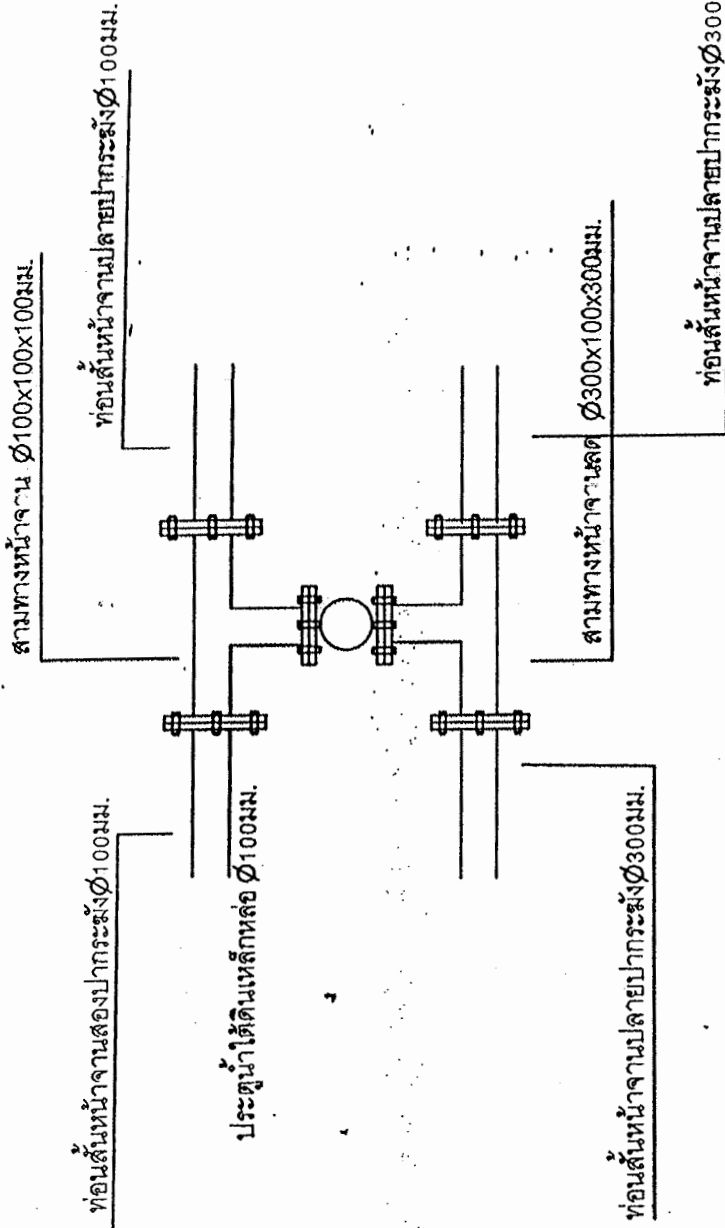 ท่อนสั้นหน้าจานสองปากระฆังØ100มม.
สามทางหน้าจาน Ø100x100x100มม.
ท่อนสั้นหน้าจานปลายปากระฆังØ100มม.
ประตูน้ำใต้ดินเหล็กหล่อ Ø100มม.
ท่อนสั้นหน้าจานปลายปากระฆังØ300มม.
สามทางหน้าจานลด Ø300x100x300มม.
ท่อนสั้นหน้าจานปลายปากระฆังØ300